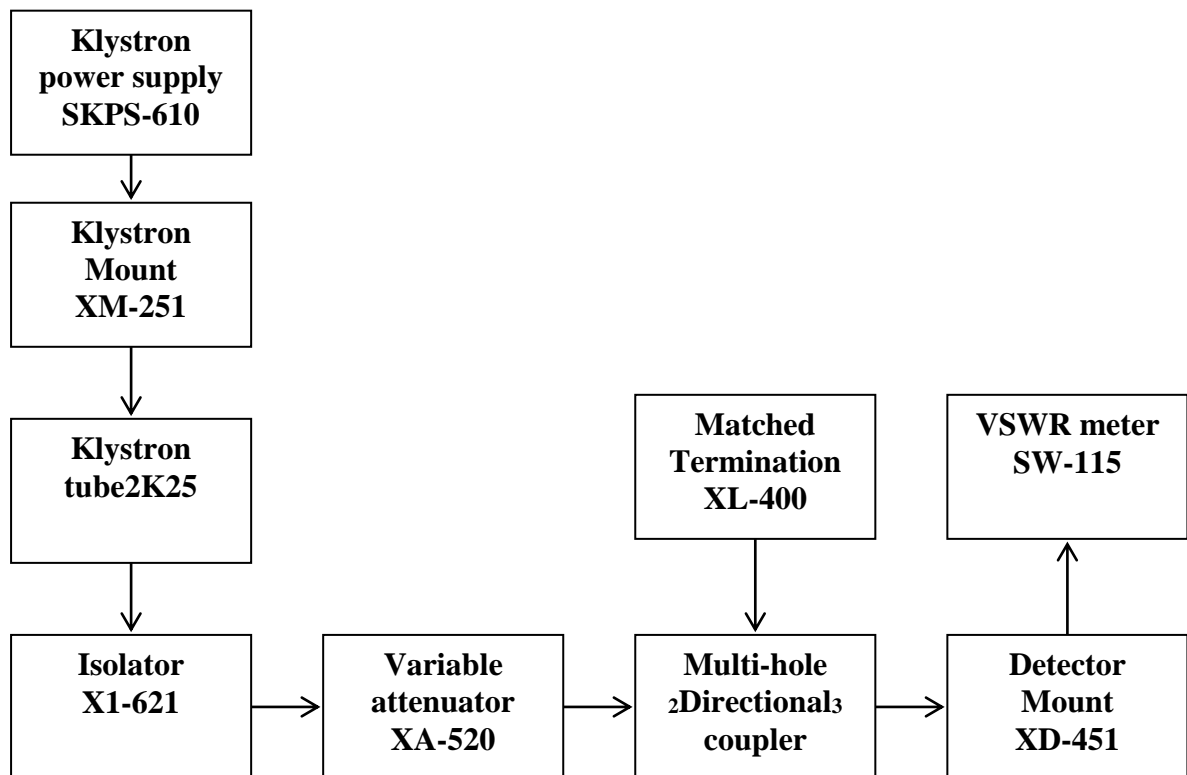 Klystron
power supply
SKPS-610
Klystron
Mount
XM-251
Klystron
tube2K25
Matched
Termination
XL-400
VSWR meter
SW-115
Isolator
X1-621
Variable
attenuator
XA-520
Multi-hole
₂Directional₃
coupler
Detector
Mount
XD-451